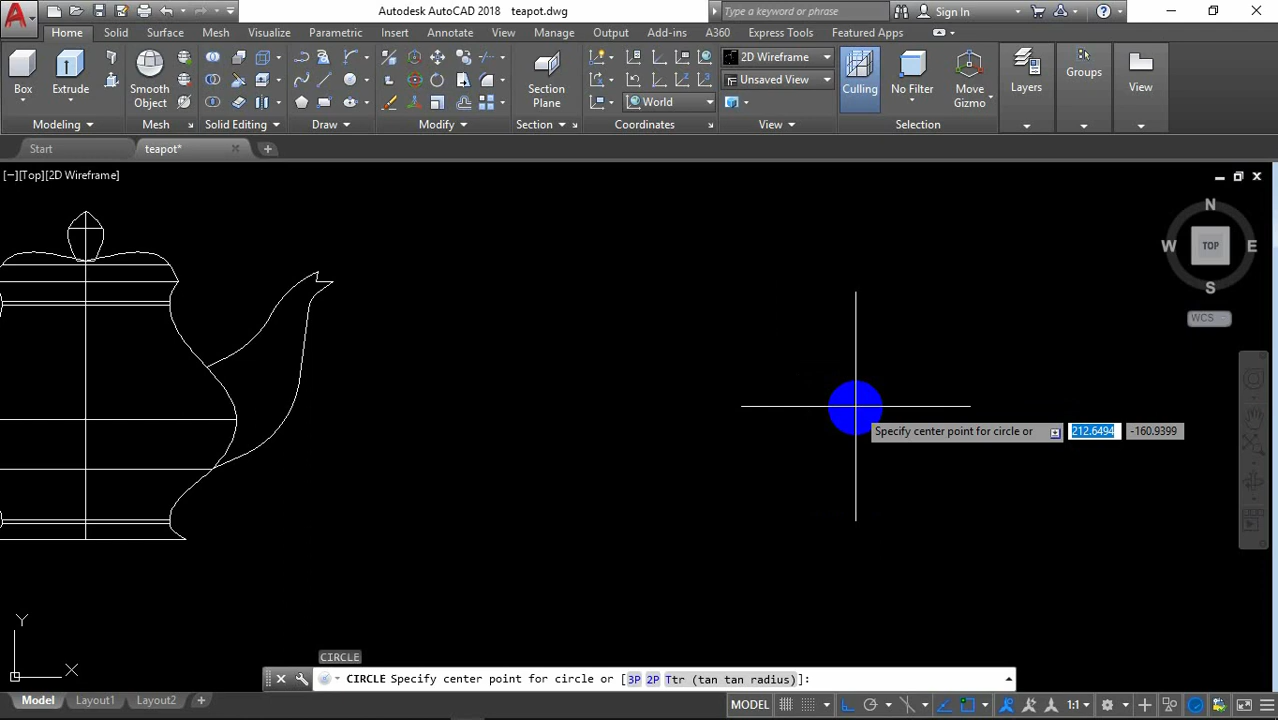 Autodesk AutoCAD 2018 teapot.dwg
Type a keyword or phrase
Sign In
Home Solid Surface Mesh Visualize Parametric Insert Annotate View Manage Output Add-ins A360 Express Tools Featured Apps
2D Wireframe
Unsaved View
World
Box
Extrude
Smooth Object
Section Plane
Culling
No Filter
Move Gizmo
Layers
Groups
View
Modeling
Mesh
Solid Editing
Draw
Modify
Section
Coordinates
View
Selection
Start
teapot*
[−][Top][2D Wireframe]
N
W TOP E
S
WCS
Specify center point for circle or 212.6494 -160.9399
Y
X
CIRCLE
CIRCLE Specify center point for circle or [3P 2P Ttr (tan tan radius)]:
Model Layout1 Layout2
MODEL
1:1